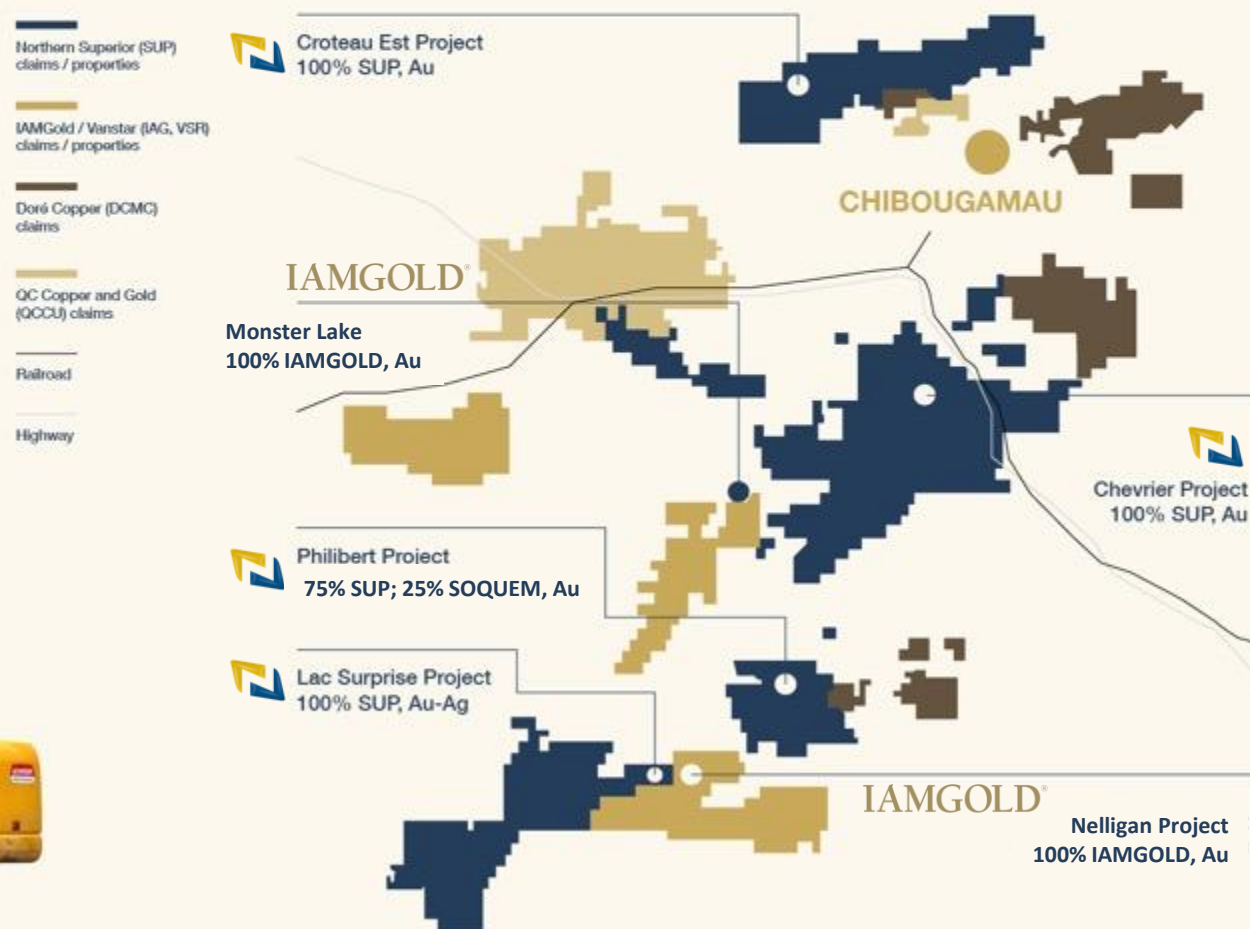 Northern Superior (SUP)
claims / properties
IAMGold / Vanstar (IAG, VSR)
claims / properties
Doré Copper (DCMC)
claims
QC Copper and Gold
(QCCU) claims
Railroad
Highway
Croteau Est Project
100% SUP, Au
CHIBOUGAMAU
IAMGOLD®
Monster Lake
100% IAMGOLD, Au
Chevrier Project
100% SUP, Au
Philibert Project
75% SUP; 25% SOQUEM, Au
Lac Surprise Project
100% SUP, Au-Ag
IAMGOLD®
Nelligan Project
100% IAMGOLD, Au